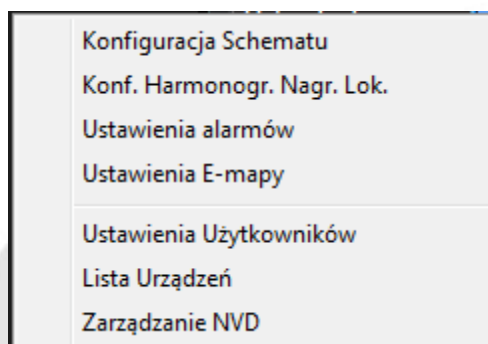 Konfiguracja Schematu
Konf. Harmonogr. Nagr. Lok.
Ustawienia alarmów
Ustawienia E-mapy
Ustawienia Użytkowników
Lista Urządzeń
Zarządzanie NVD